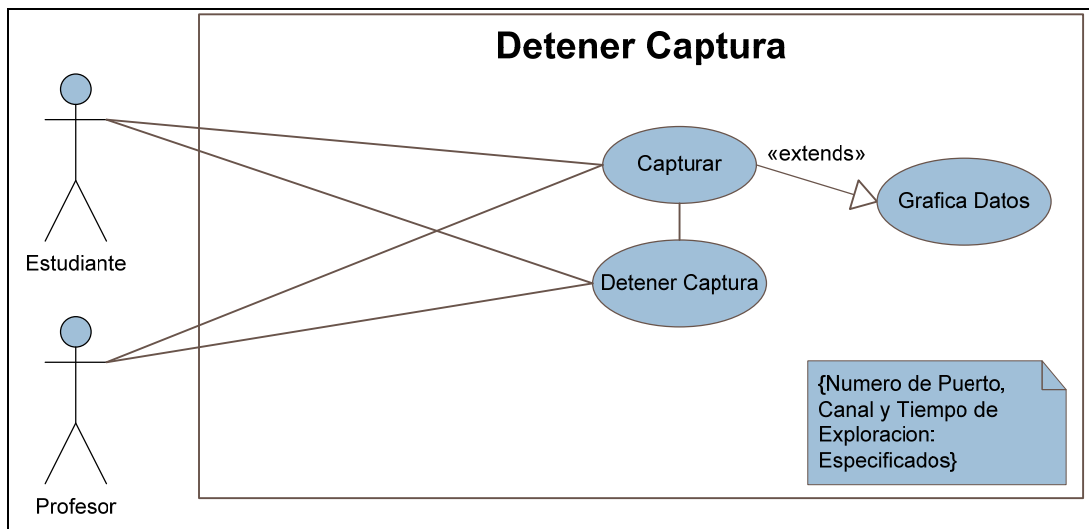 Detener Captura
Capturar
«extends»
Grafica Datos
Estudiante
Detener Captura
{Numero de Puerto,
Canal y Tiempo de
Exploracion:
Especificados}
Profesor